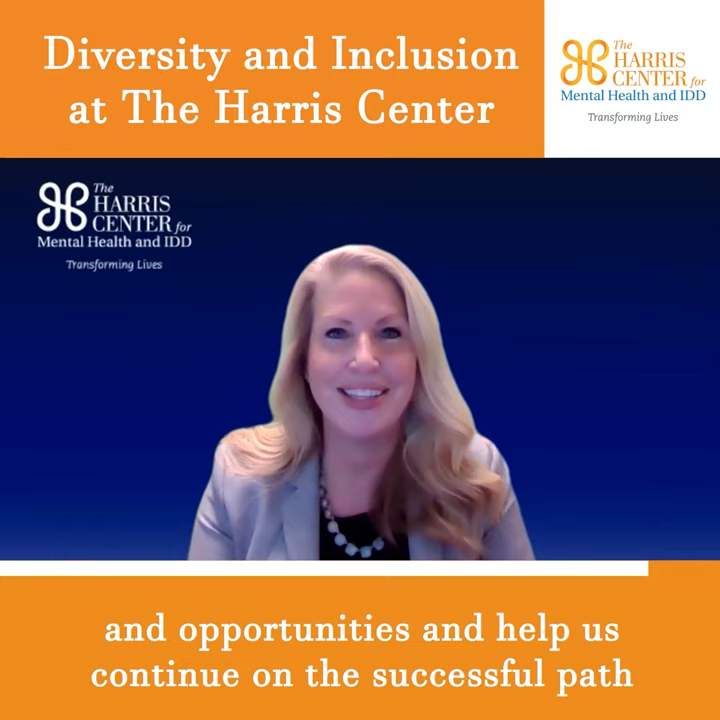 Diversity and Inclusion
at The Harris Center
The
HARRIS
CENTER for
Mental Health and IDD
Transforming Lives
The
HARRIS
CENTER for
Mental Health and IDD
Transforming Lives
and opportunities and help us
continue on the successful path